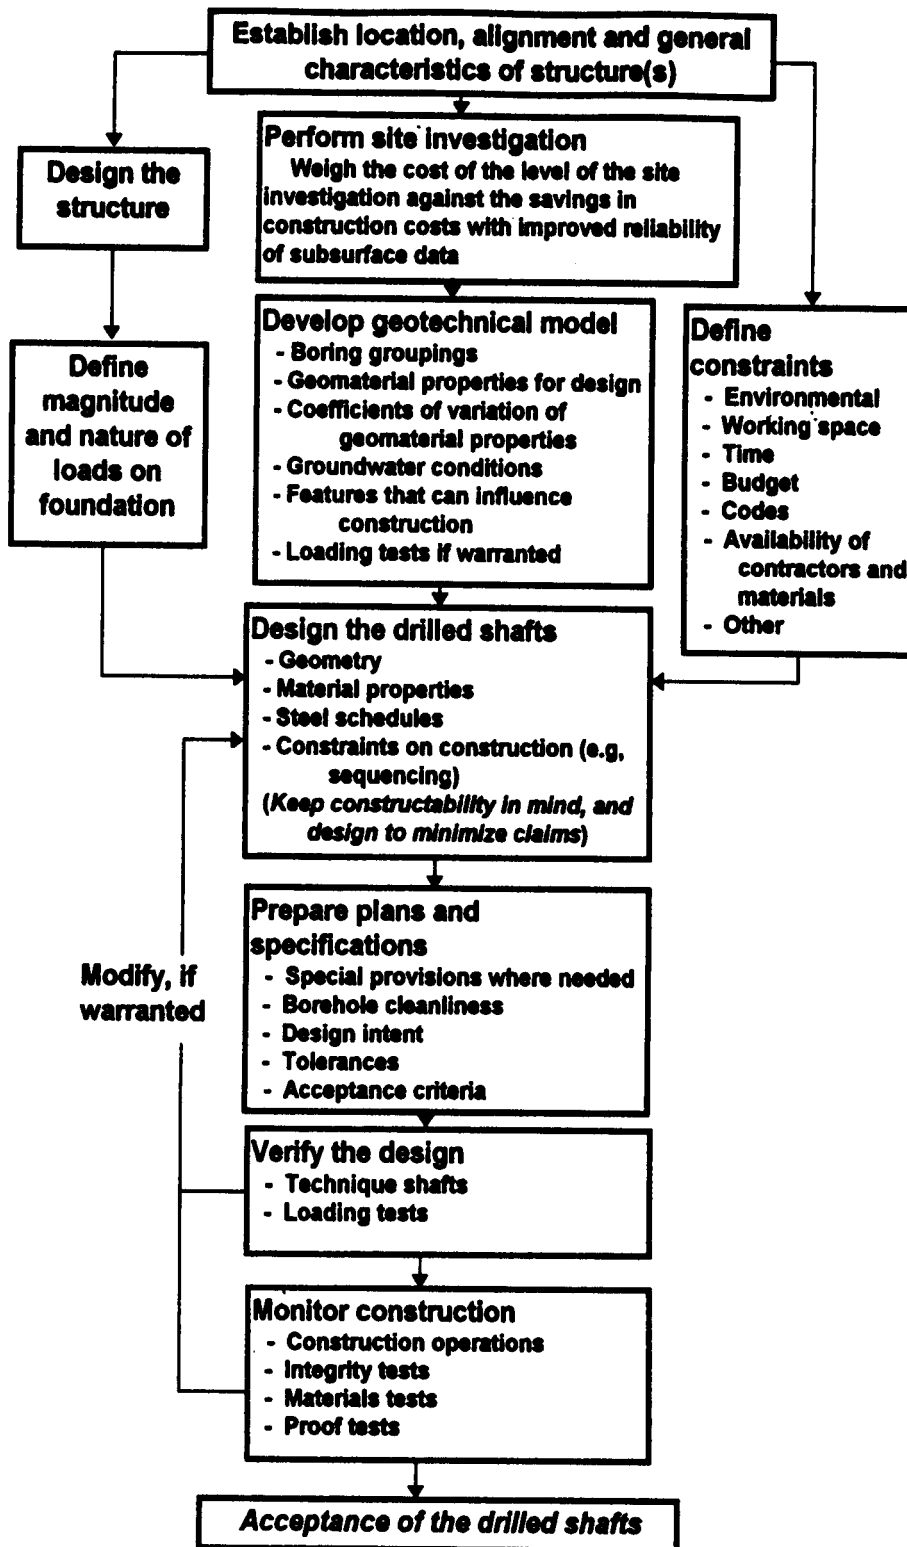 Establish location, alignment and general
characteristics of structure(s)
Design the
structure
Define
magnitude
and nature of
loads on
foundation
Perform site investigation
Weigh the cost of the level of the site
investigation against the savings in
construction costs with improved reliability
of subsurface data
Develop geotechnical model
- Boring groupings
- Geomaterial properties for design
- Coefficients of variation of
geomaterial properties
- Groundwater conditions
- Features that can influence
construction
- Loading tests if warranted
Define
constraints
- Environmental
- Working space
- Time
- Budget
- Codes
- Availability of
contractors and
materials
- Other
Design the drilled shafts
- Geometry
- Material properties
- Steel schedules
- Constraints on construction (e.g,
sequencing)
(Keep constructability in mind, and
design to minimize claims)
Prepare plans and
specifications
- Special provisions where needed
- Borehole cleanliness
- Design intent
- Tolerances
- Acceptance criteria
Modify, if
warranted
Verify the design
- Technique shafts
- Loading tests
Monitor construction
- Construction operations
- Integrity tests
- Materials tests
- Proof tests
Acceptance of the drilled shafts